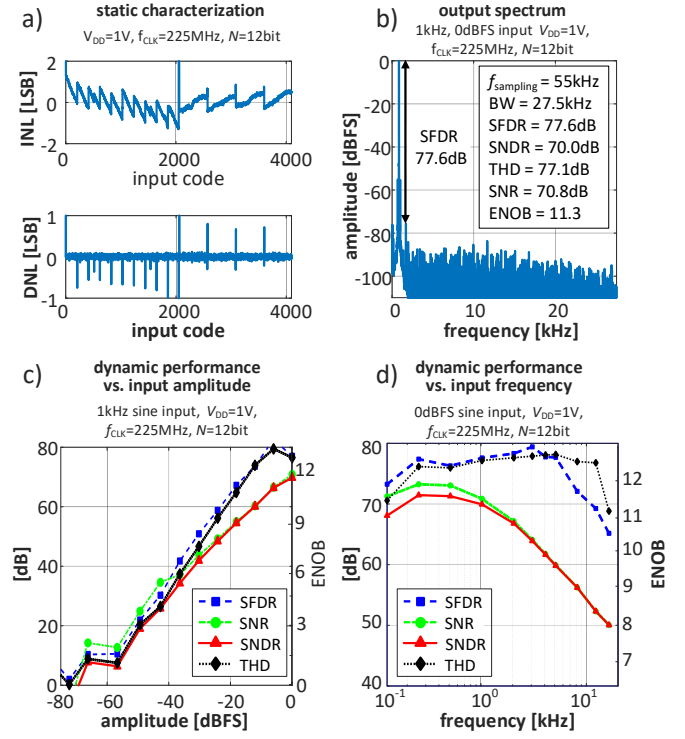 a)
static characterization
VDD=1V, fCLK=225MHz, N=12bit
INL [LSB]
2
0
-2
0
2000
4000
input code
DNL [LSB]
1
0
-1
0
2000
4000
input code
b)
output spectrum
1kHz, 0dBFS input VDD=1V,
fCLK=225MHz, N=12bit
amplitude [dBFS]
0
-20
-40
-60
-80
-100
SFDR
77.6dB
fsampling = 55kHz
BW = 27.5kHz
SFDR = 77.6dB
SNDR = 70.0dB
THD = 77.1dB
SNR = 70.8dB
ENOB = 11.3
0
10
20
frequency [kHz]
c)
dynamic performance
vs. input amplitude
1kHz sine input, VDD=1V,
fCLK=225MHz, N=12bit
[dB]
80
60
40
20
0
ENOB
12
9
6
3
0
SFDR
SNR
SNDR
THD
-80
-60
-40
-20
0
amplitude [dBFS]
d)
dynamic performance
vs. input frequency
0dBFS sine input, VDD=1V,
fCLK=225MHz, N=12bit
[dB]
80
70
60
50
40
ENOB
12
11
10
9
8
7
SFDR
SNR
SNDR
THD
10-1
100
101
frequency [kHz]